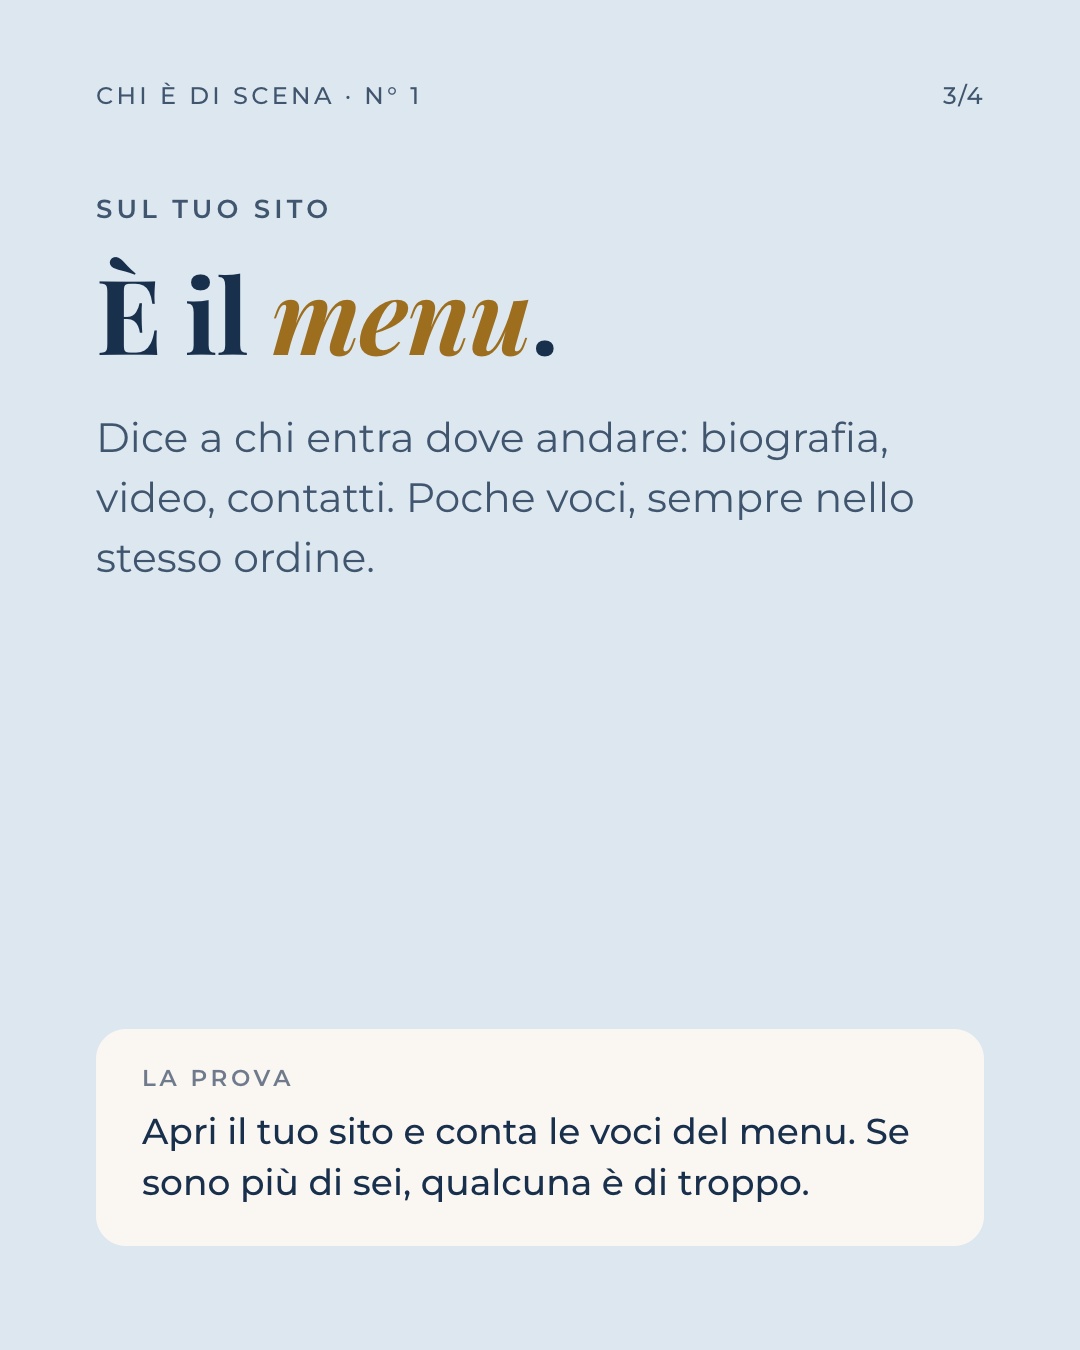 CHI È DI SCENA · N° 1
3/4
SUL TUO SITO
È il menu.
Dice a chi entra dove andare: biografia,
video, contatti. Poche voci, sempre nello
stesso ordine.
LA PROVA
Apri il tuo sito e conta le voci del menu. Se
sono più di sei, qualcuna è di troppo.